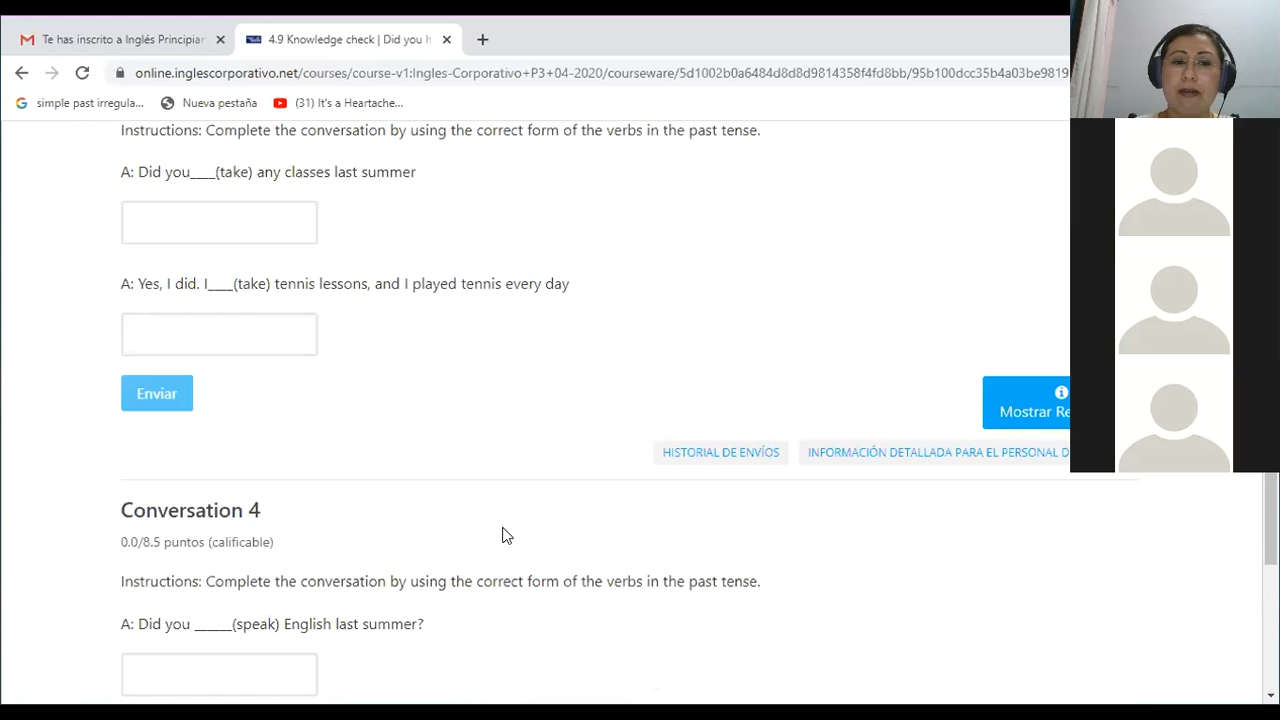 Te has inscrito a Inglés Principian
4.9 Knowledge check | Did you h
online.inglescorporativo.net/courses/course-v1:Ingles-Corporativo+P3+04-2020/courseware/5d1002b0a6484d8d89814358f4fd8bb/95b100dcc35b4a03be9819
simple past irregula...
Nueva pestaña
(31) It's a Heartache...
Instructions: Complete the conversation by using the correct form of the verbs in the past tense.
A: Did you____(take) any classes last summer
A: Yes, I did. I____(take) tennis lessons, and I played tennis every day
Enviar
Mostrar Re
HISTORIAL DE ENVÍOS
INFORMACIÓN DETALLADA PARA EL PERSONAL D
Conversation 4
0.0/8.5 puntos (calificable)
Instructions: Complete the conversation by using the correct form of the verbs in the past tense.
A: Did you ______(speak) English last summer?